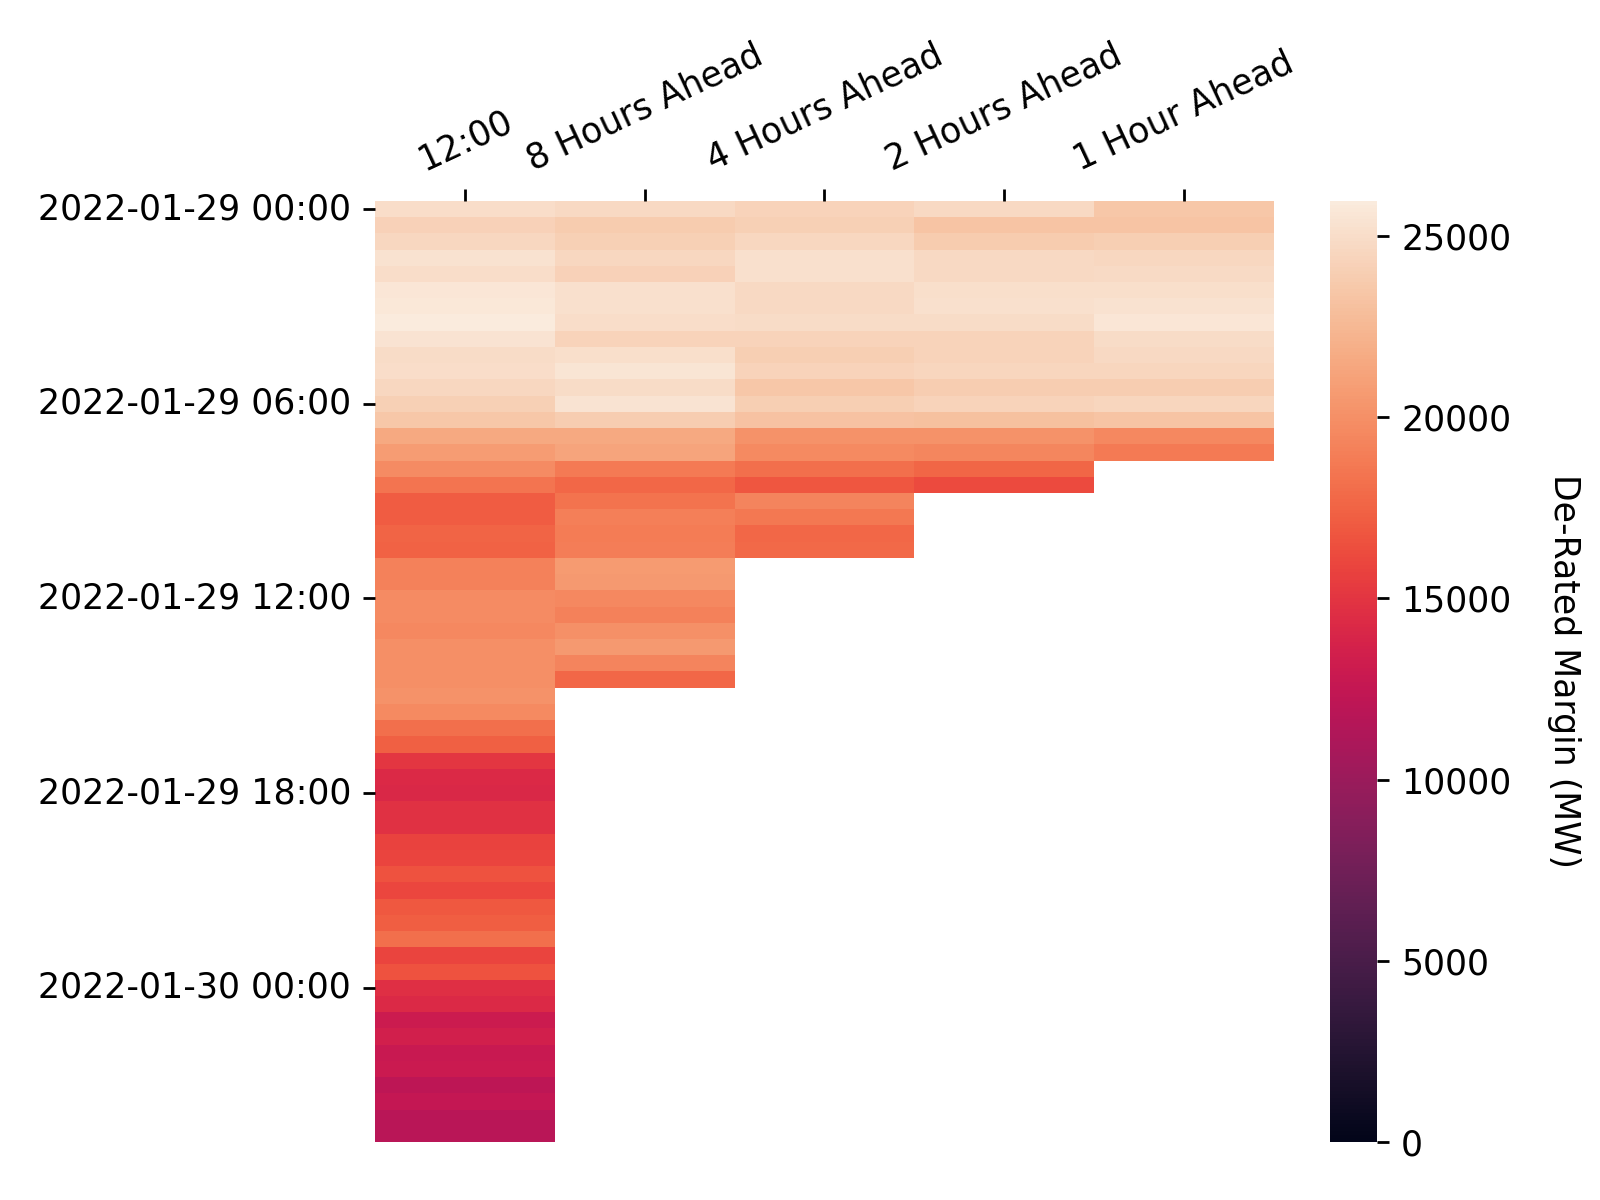 12:00
8 Hours Ahead
4 Hours Ahead
2 Hours Ahead
1 Hour Ahead
2022-01-29 00:00
2022-01-29 06:00
2022-01-29 12:00
2022-01-29 18:00
2022-01-30 00:00
25000
20000
15000
10000
5000
0
De-Rated Margin (MW)